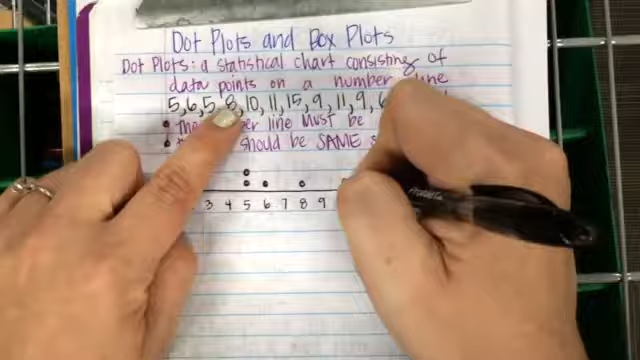 Dot Plots and Box Plots
Dot Plots: a statistical chart consisting of
data points on a number line
5,6,5,8,10,11,15,9,11,9,6
line must be
should be SAME
3 4 5 6 7 8 9